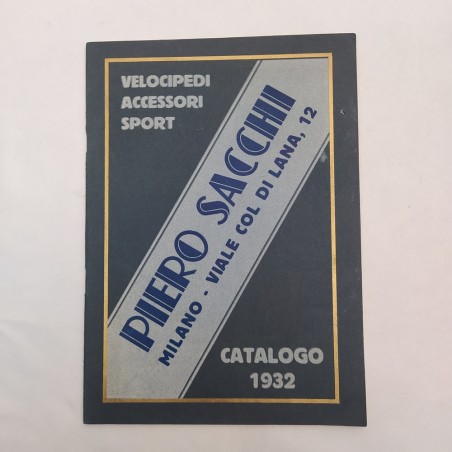 VELOCIPEDI
ACCESSORI
SPORT
PIERO SACCHI
MILANO - VIALE COL DI LANA, 12
CATALOGO
1932